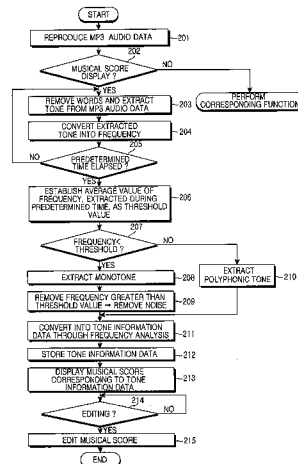 START
REPRODUCE MP3 AUDIO DATA
201
202
MUSICAL SCORE
DISPLAY ?
NO
YES
PERFORM
CORRESPONDING FUNCTION
REMOVE WORDS AND EXTRACT
TONE FROM MP3 AUDIO DATA
203
CONVERT EXTRACTED
TONE INTO FREQUENCY
204
205
NO
PREDETERMINED
TIME ELAPSED ?
YES
ESTABLISH AVERAGE VALUE OF
FREQUENCY, EXTRACTED DURING
PREDETERMINED TIME, AS THRESHOLD
VALUE
206
207
FREQUENCY<
THRESHOLD ?
NO
YES
EXTRACT MONOTONE
208
EXTRACT
POLYPHONIC TONE
210
REMOVE FREQUENCY GREATER THAN
THRESHOLD VALUE → REMOVE NOISE
209
CONVERT INTO TONE INFORMATION
DATA THROUGH FREQUENCY ANALYSIS
211
STORE TONE INFORMATION DATA
212
DISPLAY MUSICAL SCORE
CORRESPONDING TO TONE
INFORMATION DATA
213
214
EDITING ?
NO
YES
EDIT MUSICAL SCORE
215
END